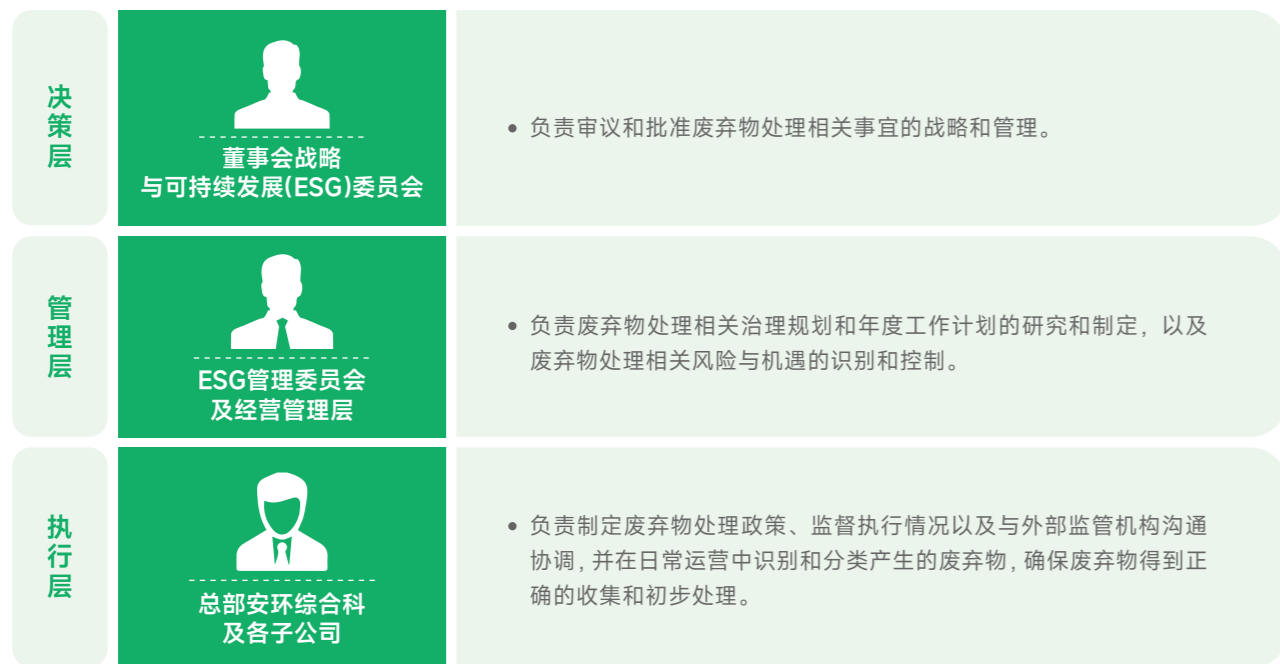 决策层
董事会战略
与可持续发展(ESG)委员会
• 负责审议和批准废弃物处理相关事宜的战略和管理。
管理层
ESG管理委员会
及经营管理层
• 负责废弃物处理相关治理规划和年度工作计划的研究和制定，以及
废弃物处理相关风险与机遇的识别和控制。
执行层
总部安环综合科
及各子公司
• 负责制定废弃物处理政策、监督执行情况以及与外部监管机构沟通
协调，并在日常运营中识别和分类产生的废弃物，确保废弃物得到正
确的收集和初步处理。